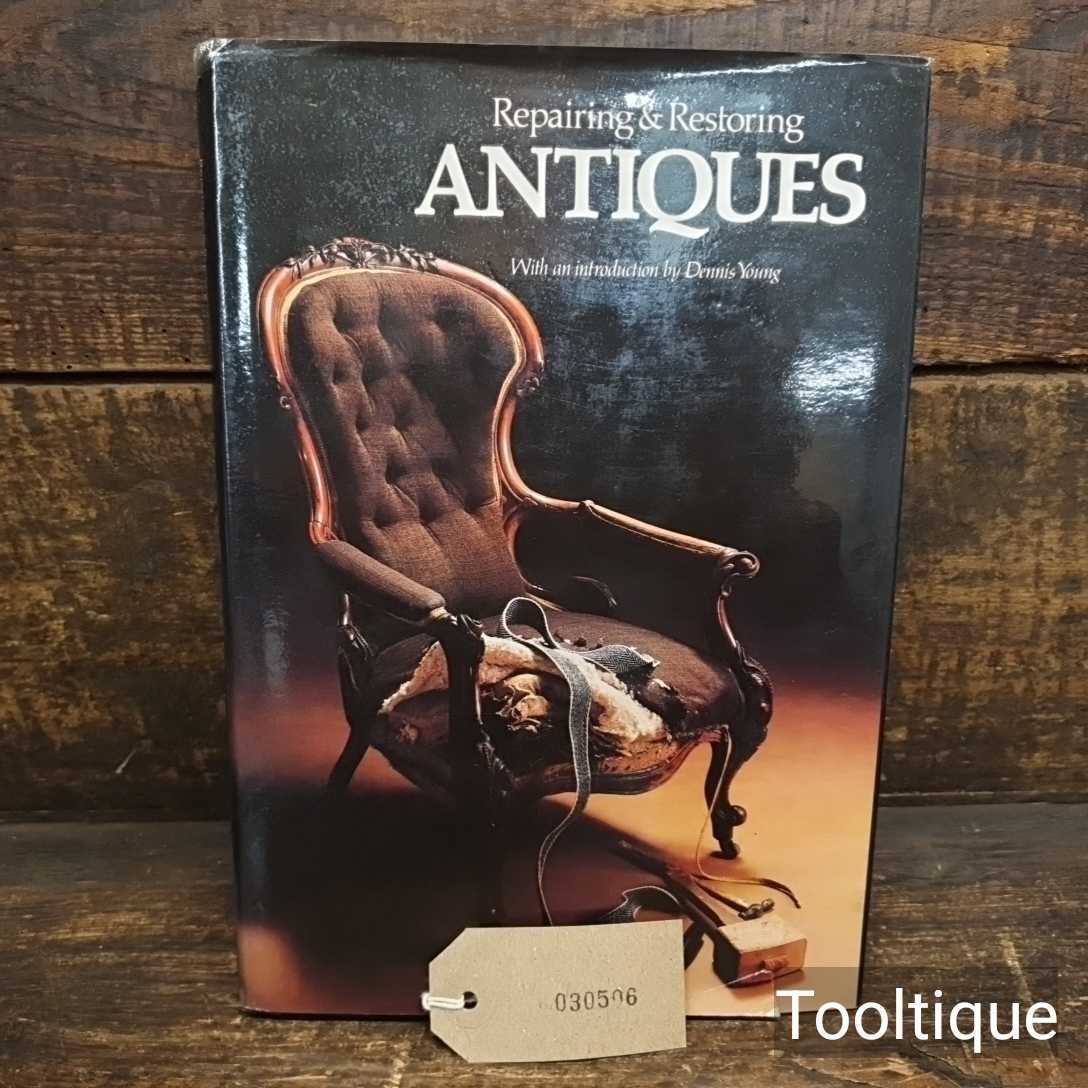 Repairing & Restoring
ANTIQUES
With an introduction by Dennis Young
030506
Tooltique